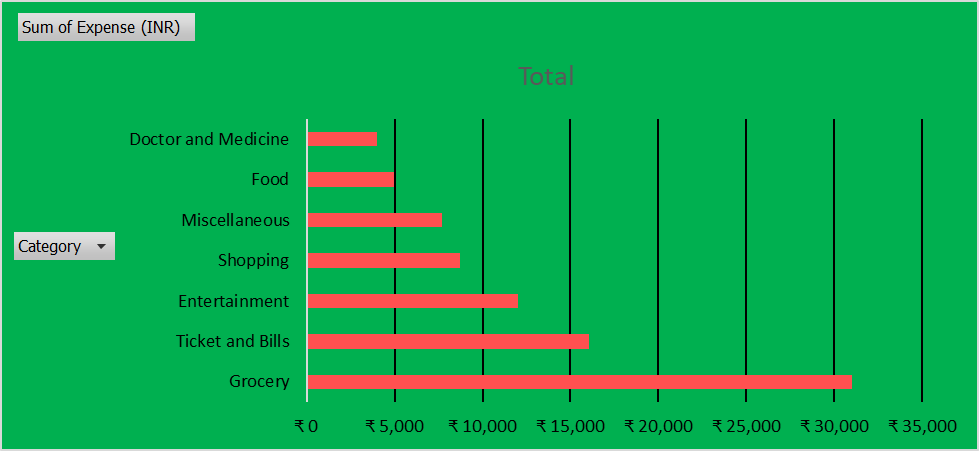 Sum of Expense (INR)
Total
Doctor and Medicine
Food
Miscellaneous
Category
Shopping
Entertainment
Ticket and Bills
Grocery
₹ 0 ₹ 5,000 ₹ 10,000 ₹ 15,000 ₹ 20,000 ₹ 25,000 ₹ 30,000 ₹ 35,000